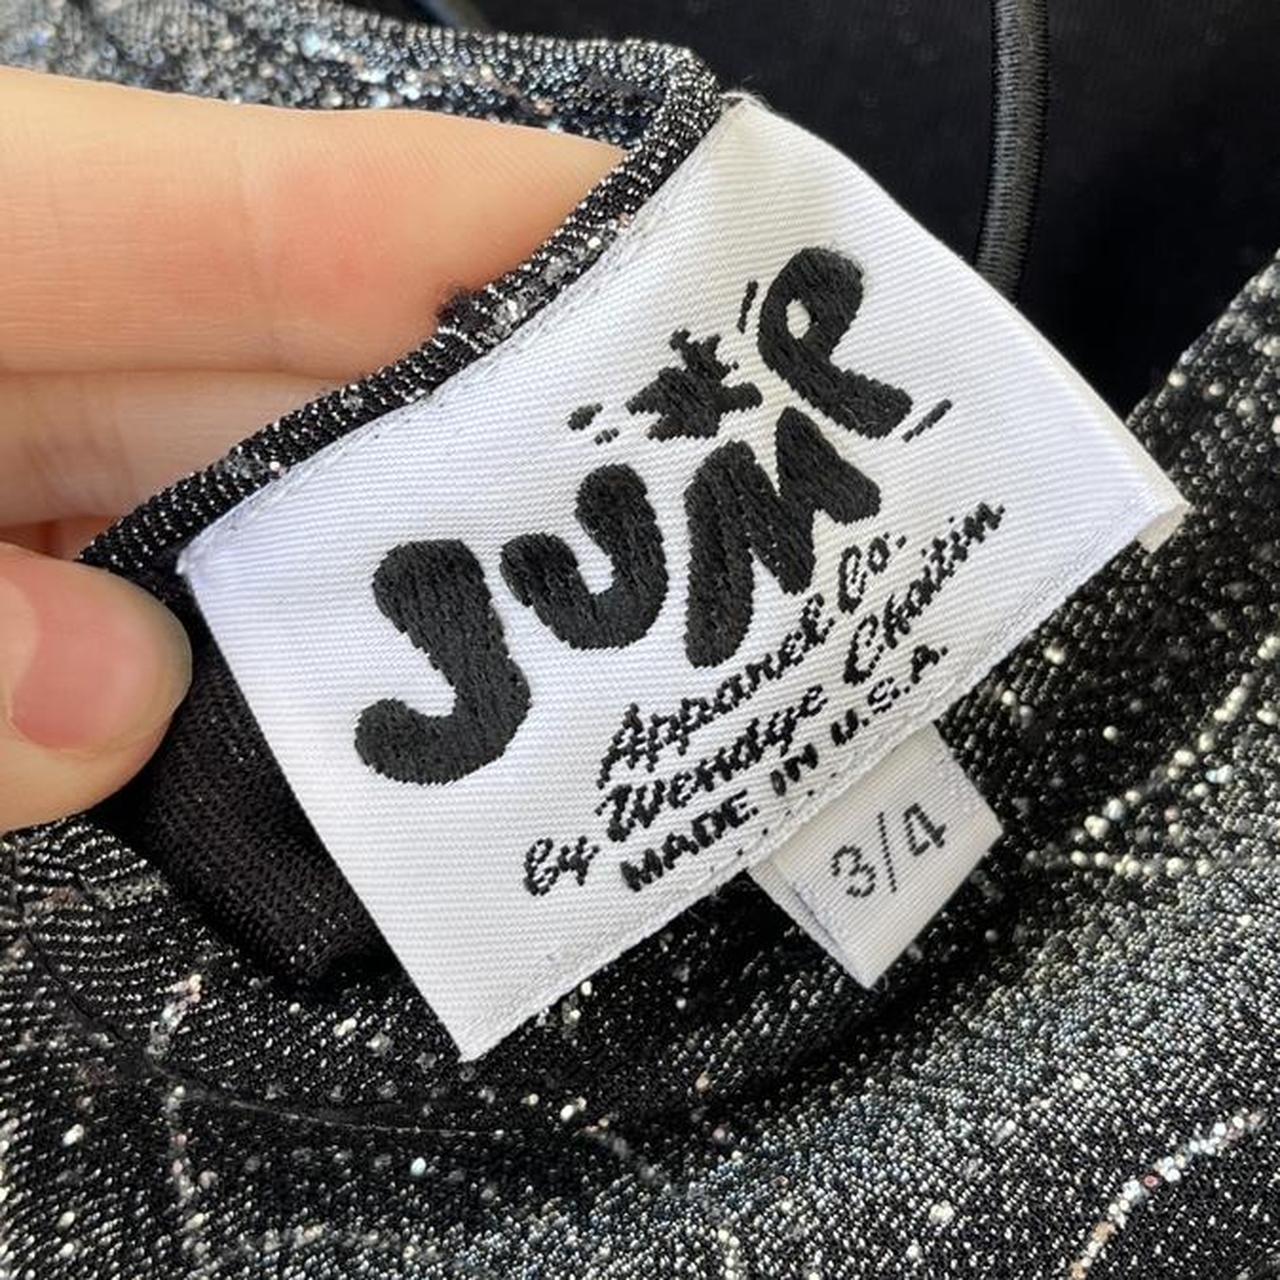 JUMP
Apparel Co.
by Wendye Chaitin
MADE IN U.S.A.
3/4